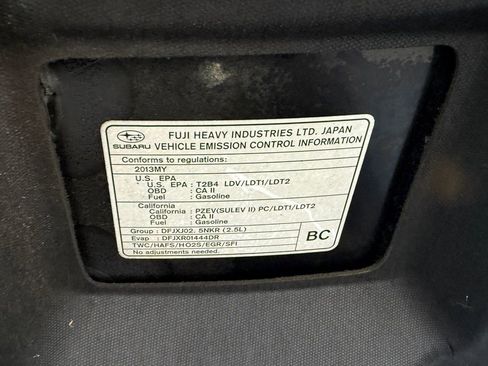 FUJI HEAVY INDUSTRIES LTD. JAPAN
SUBARU VEHICLE EMISSION CONTROL INFORMATION
Conforms to regulations:
2013MY
U.S. EPA
U.S. EPA : T2B4 LDV/LDT1/LDT2
OBD : CA II
Fuel : Gasoline
California
California : PZEV(SULEV II) PC/LDT1/LDT2
OBD : CA II
Fuel : Gasoline
Group : DFJXJ02. 5NKR (2.5L)
Evap : DFJXR01444DR
TWC/HAFS/HO2S/EGR/SFI
No adjustments needed.
BC